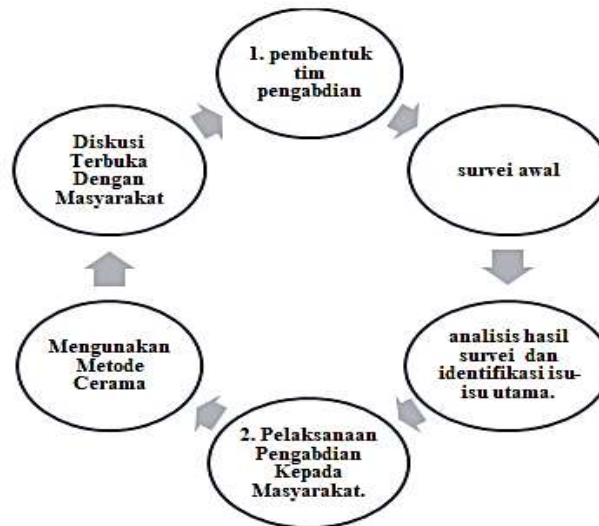 1. pembentuk
tim
pengabdian
survei awal
analisis hasil
survei dan
identifikasi isu-
isu utama.
2. Pelaksanaan
Pengabdian
Kepada
Masyarakat.
Mengunakan
Metode
Cerama
Diskusi
Terbuka
Dengan
Masyarakat